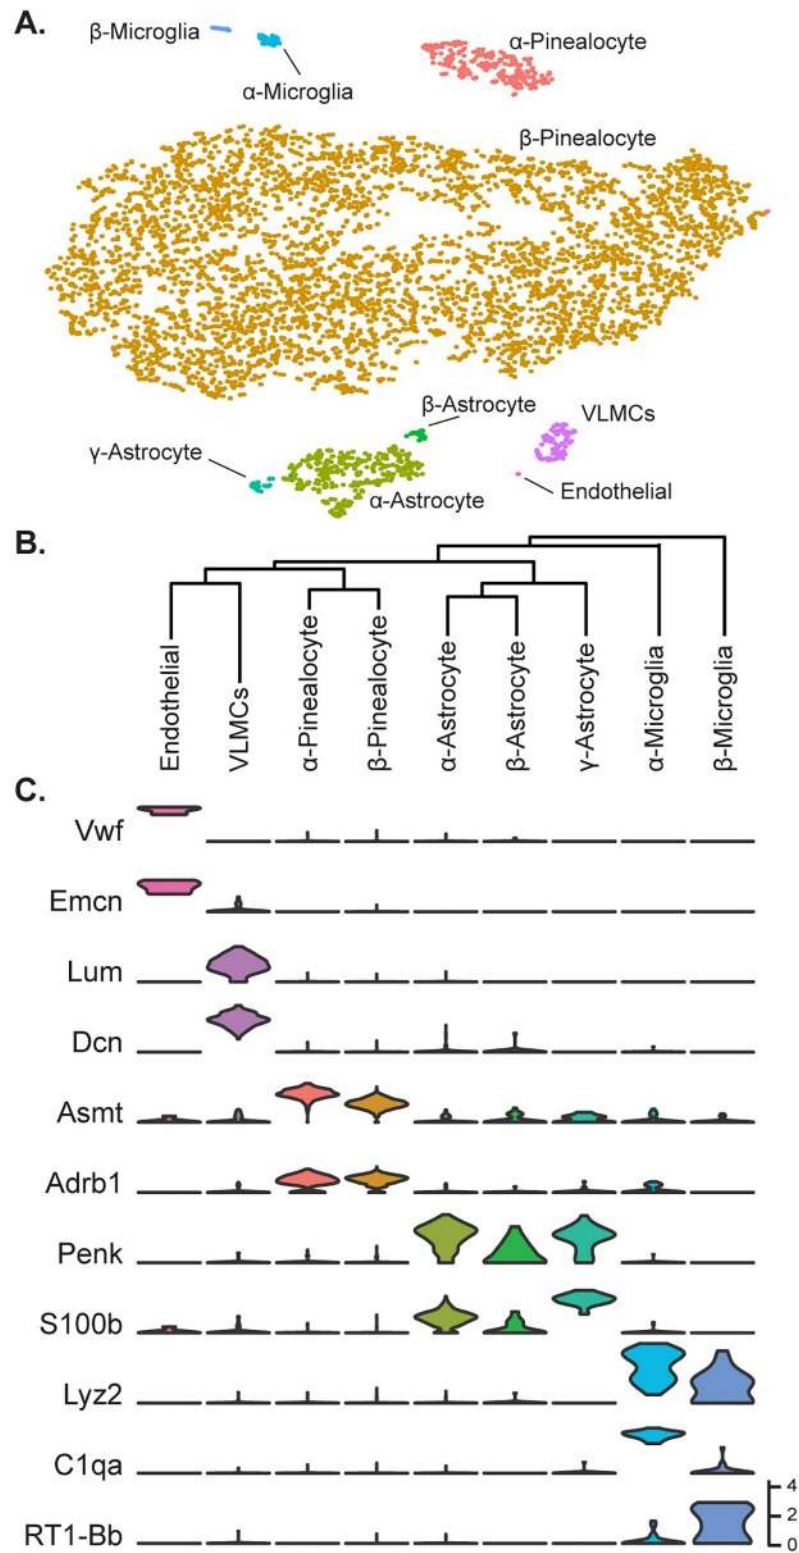 A.
β-Microglia
α-Microglia
α-Pinealocyte
β-Pinealocyte
β-Astrocyte
VLMCs
γ-Astrocyte
α-Astrocyte
Endothelial
B.
Endothelial
VLMCs
α-Pinealocyte
β-Pinealocyte
α-Astrocyte
β-Astrocyte
γ-Astrocyte
α-Microglia
β-Microglia
C.
Vwf
Emcn
Lum
Dcn
Asmt
Adrb1
Penk
S100b
Lyz2
C1qa
RT1-Bb
4
2
0